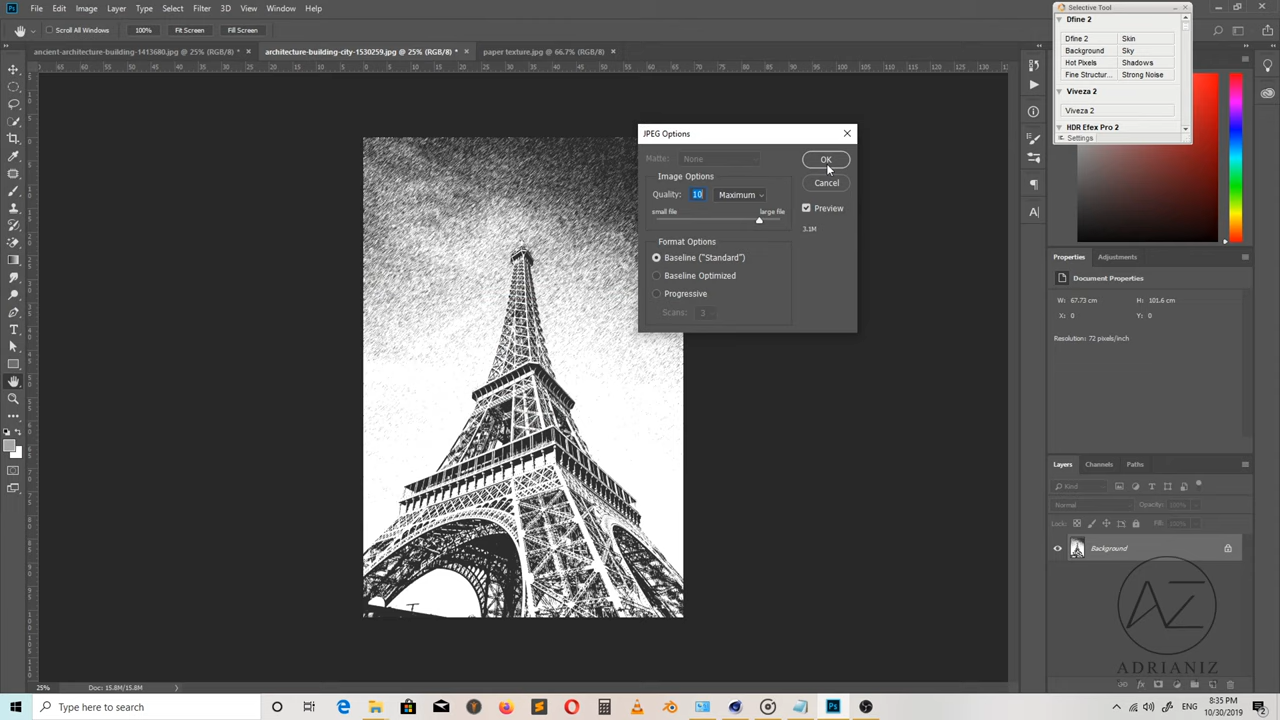 File Edit Image Layer Type Select Filter 3D View Window Help
Scroll All Windows 100% Fit Screen Fill Screen
ancient-architecture-building-1413680.jpg @ 25% (RGB/8) *
architecture-building-city-1530259.jpg @ 25% (RGB/8) *
paper texture.jpg @ 66.7% (RGB/8)
Selective Tool
Dfine 2
Dfine 2 Skin
Background Sky
Hot Pixels Shadows
Fine Structur... Strong Noise
Viveza 2
Viveza 2
HDR Efex Pro 2
Settings
JPEG Options
Matte: None
OK
Image Options
Cancel
Quality: 10 Maximum
Preview
small file large file
3.1M
Format Options
Baseline ("Standard")
Baseline Optimized
Progressive
Scans: 3
Properties Adjustments
Document Properties
W: 67.73 cm H: 101.6 cm
X: 0 Y: 0
Resolution: 72 pixels/inch
Layers Channels Paths
Kind
Normal Opacity: 100%
Lock: Fill: 100%
Background
AZ
ADRIANIZ
25% Doc: 15.8M/15.8M
Type here to search
ENG
8:35 PM
10/30/2019